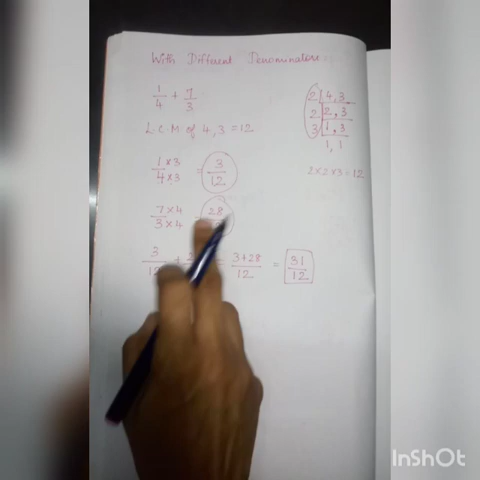 With Different Denominators:
1/4 + 7/3
L C M of 4, 3 = 12
2 | 4, 3
2 | 2, 3
3 | 1, 3
1, 1
2 x 2 x 3 = 12
1 x 3 / 4 x 3 = 3/12
7 x 4 / 3 x 4 28
3/12 + 3+28/12 = 31/12
InShOt